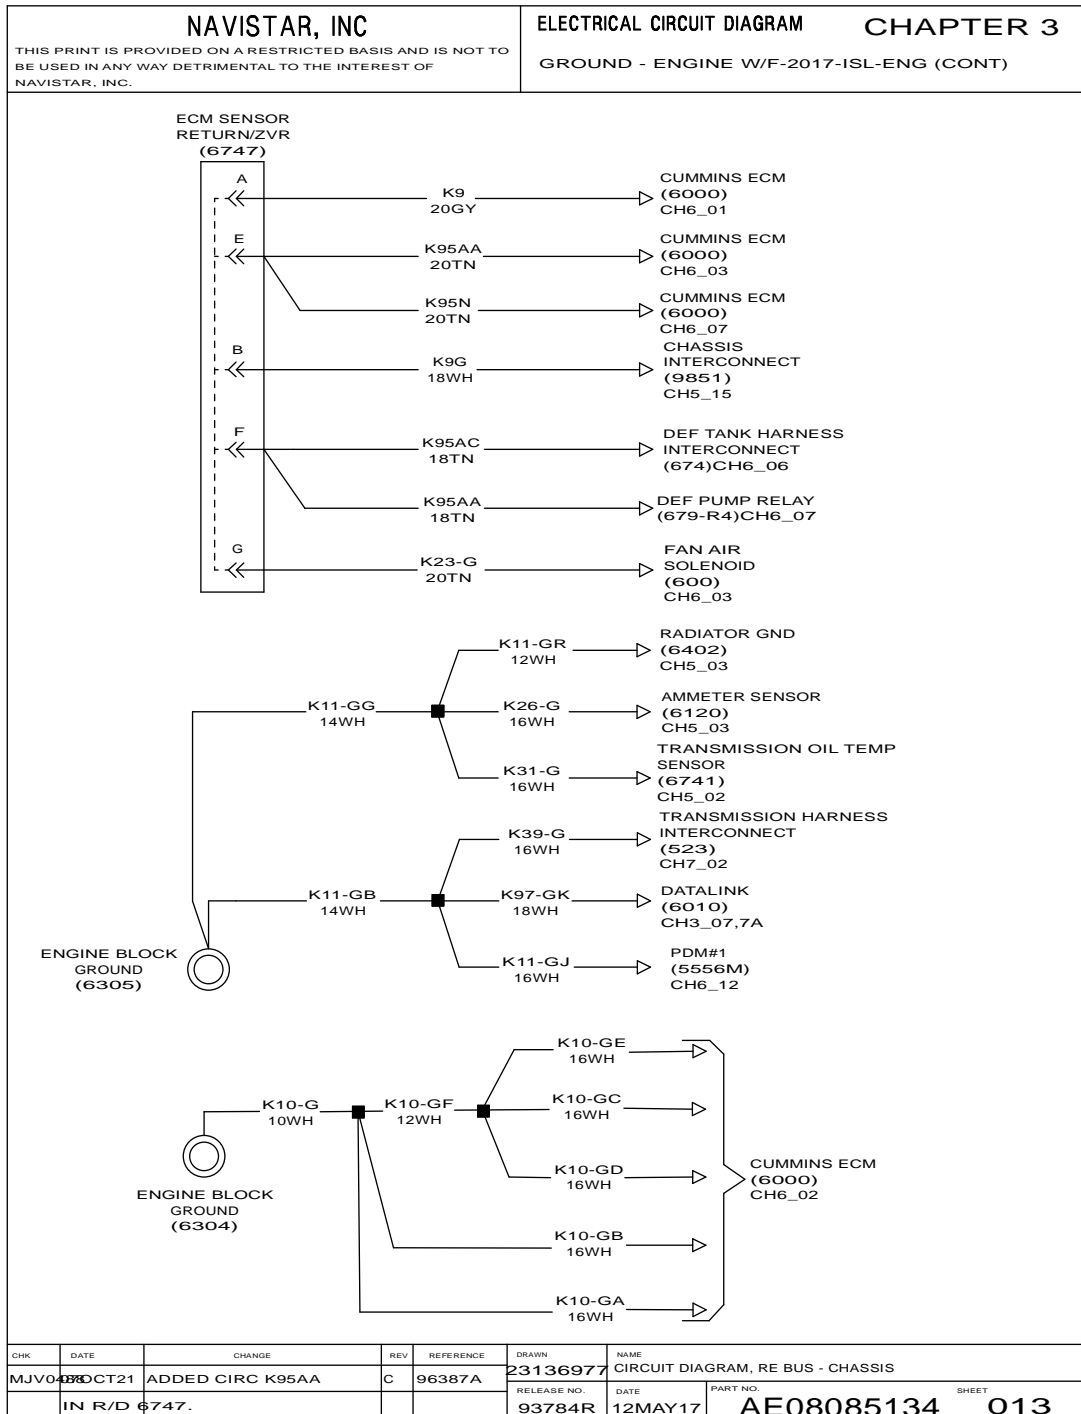 NAVISTAR, INC
THIS PRINT IS PROVIDED ON A RESTRICTED BASIS AND IS NOT TO
BE USED IN ANY WAY DETRIMENTAL TO THE INTEREST OF
NAVISTAR, INC.
ELECTRICAL CIRCUIT DIAGRAM CHAPTER 3
GROUND - ENGINE W/F-2017-ISL-ENG (CONT)
ECM SENSOR
RETURN/ZVR
(6747)
A
K9
20GY
CUMMINS ECM
(6000)
CH6_01
E
K95AA
20TN
CUMMINS ECM
(6000)
CH6_03
K95N
20TN
CUMMINS ECM
(6000)
CH6_07
B
K9G
18WH
CHASSIS
INTERCONNECT
(9851)
CH5_15
F
K95AC
18TN
DEF TANK HARNESS
INTERCONNECT
(674)CH6_06
K95AA
18TN
DEF PUMP RELAY
(679-R4)CH6_07
G
K23-G
20TN
FAN AIR
SOLENOID
(600)
CH6_03
K11-GR
12WH
RADIATOR GND
(6402)
CH5_03
K11-GG
14WH
K26-G
16WH
AMMETER SENSOR
(6120)
CH5_03
K31-G
16WH
TRANSMISSION OIL TEMP
SENSOR
(6741)
CH5_02
K39-G
16WH
TRANSMISSION HARNESS
INTERCONNECT
(523)
CH7_02
K11-GB
14WH
K97-GK
18WH
DATALINK
(6010)
CH3_07,7A
K11-GJ
16WH
PDM#1
(5556M)
CH6_12
ENGINE BLOCK
GROUND
(6305)
K10-GE
16WH
K10-G
10WH
K10-GF
12WH
K10-GC
16WH
K10-GD
16WH
K10-GB
16WH
K10-GA
16WH
CUMMINS ECM
(6000)
CH6_02
ENGINE BLOCK
GROUND
(6304)
CHK DATE CHANGE REV REFERENCE DRAWN NAME
23136977 CIRCUIT DIAGRAM, RE BUS - CHASSIS
ADDED CIRC K95AA C 96387A
RELEASE NO. DATE PART NO. SHEET
IN R/D 6747. 93784R 12MAY17 AE08085134 013